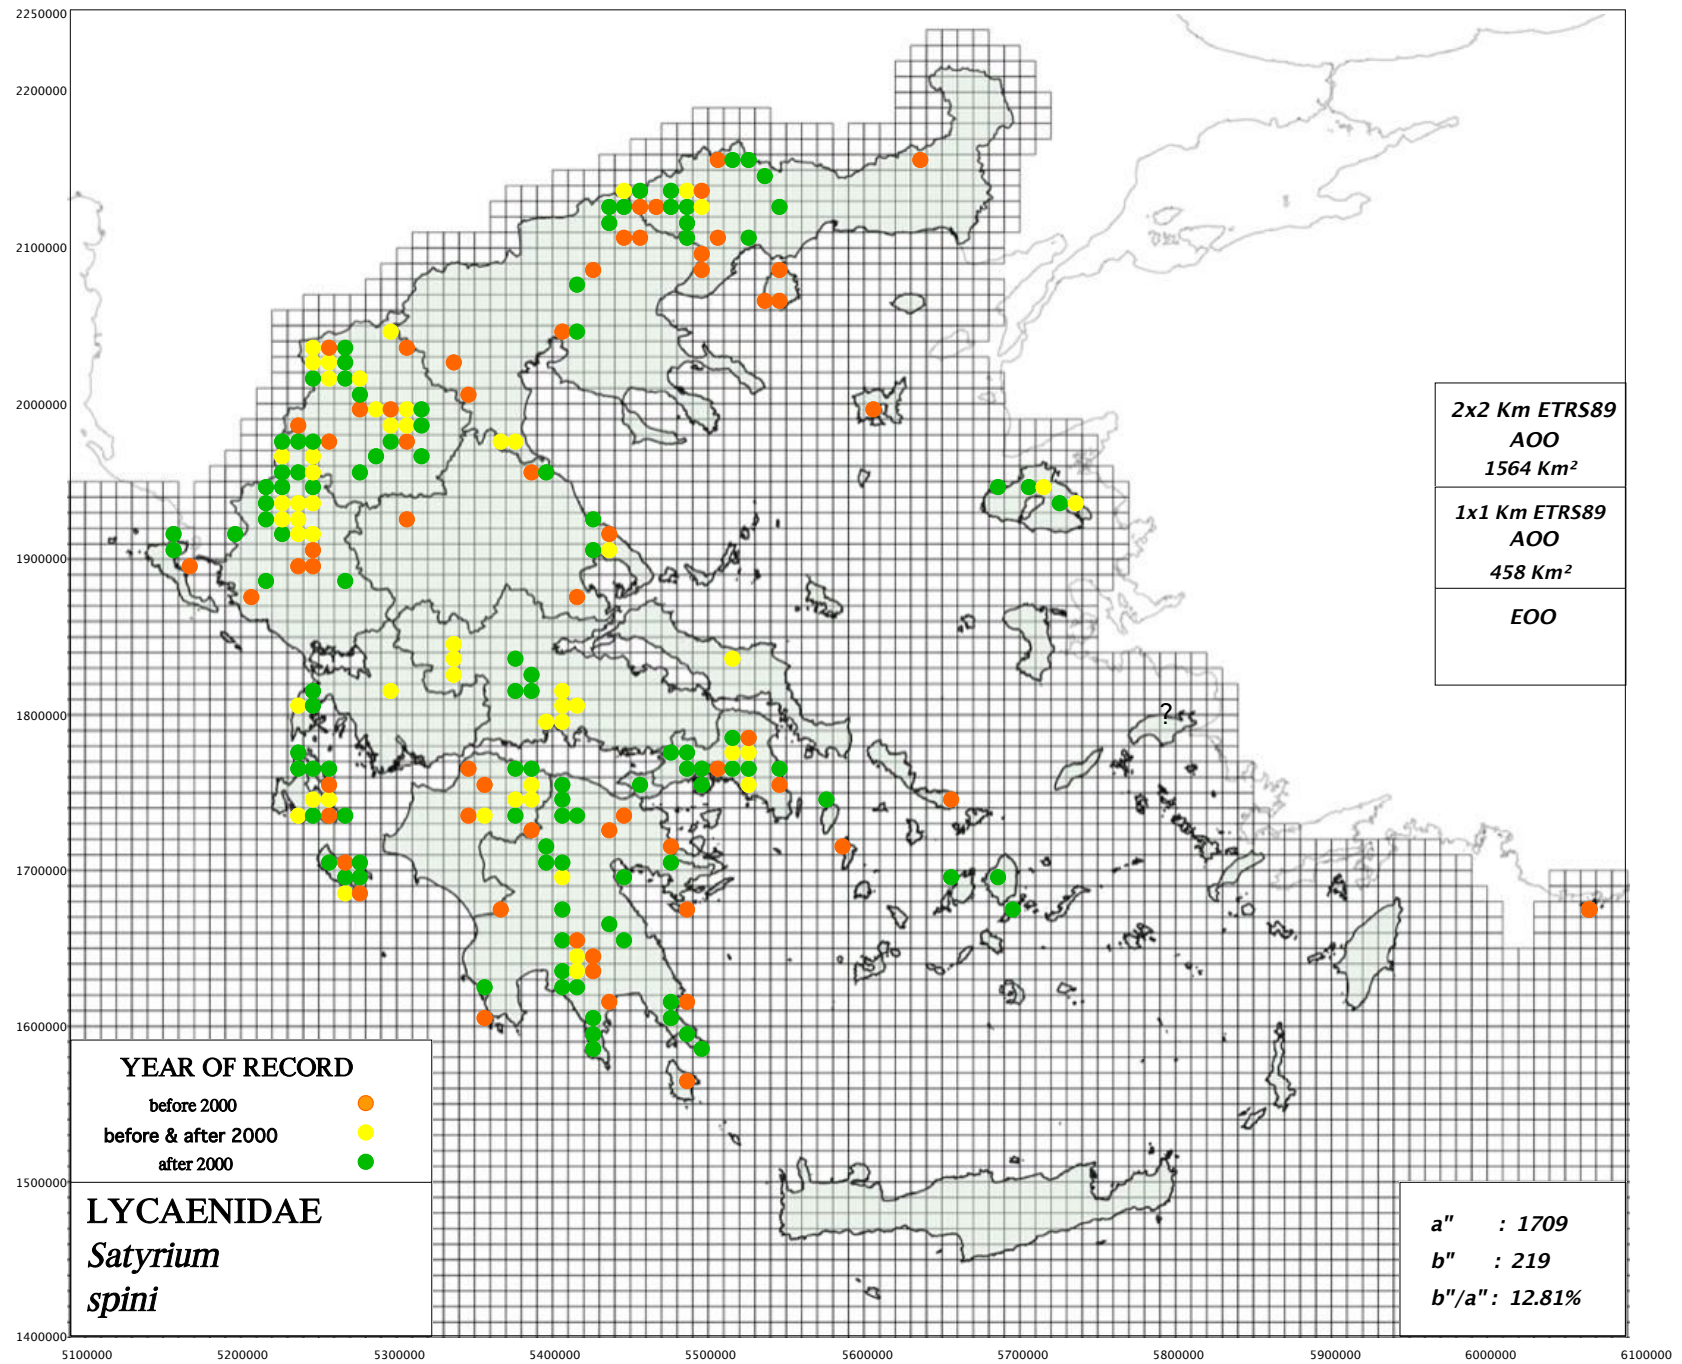 2250000
2200000
2100000
2000000
1900000
1800000
1700000
1600000
1500000
1400000
5100000 5200000 5300000 5400000 5500000 5600000 5700000 5800000 5900000 6000000 6100000
?
2x2 Km ETRS89
AOO
1564 Km²
1x1 Km ETRS89
AOO
458 Km²
EOO
YEAR OF RECORD
before 2000
before & after 2000
after 2000
LYCAENIDAE
Satyrium
spini
a" : 1709
b" : 219
b"/a" : 12.81%